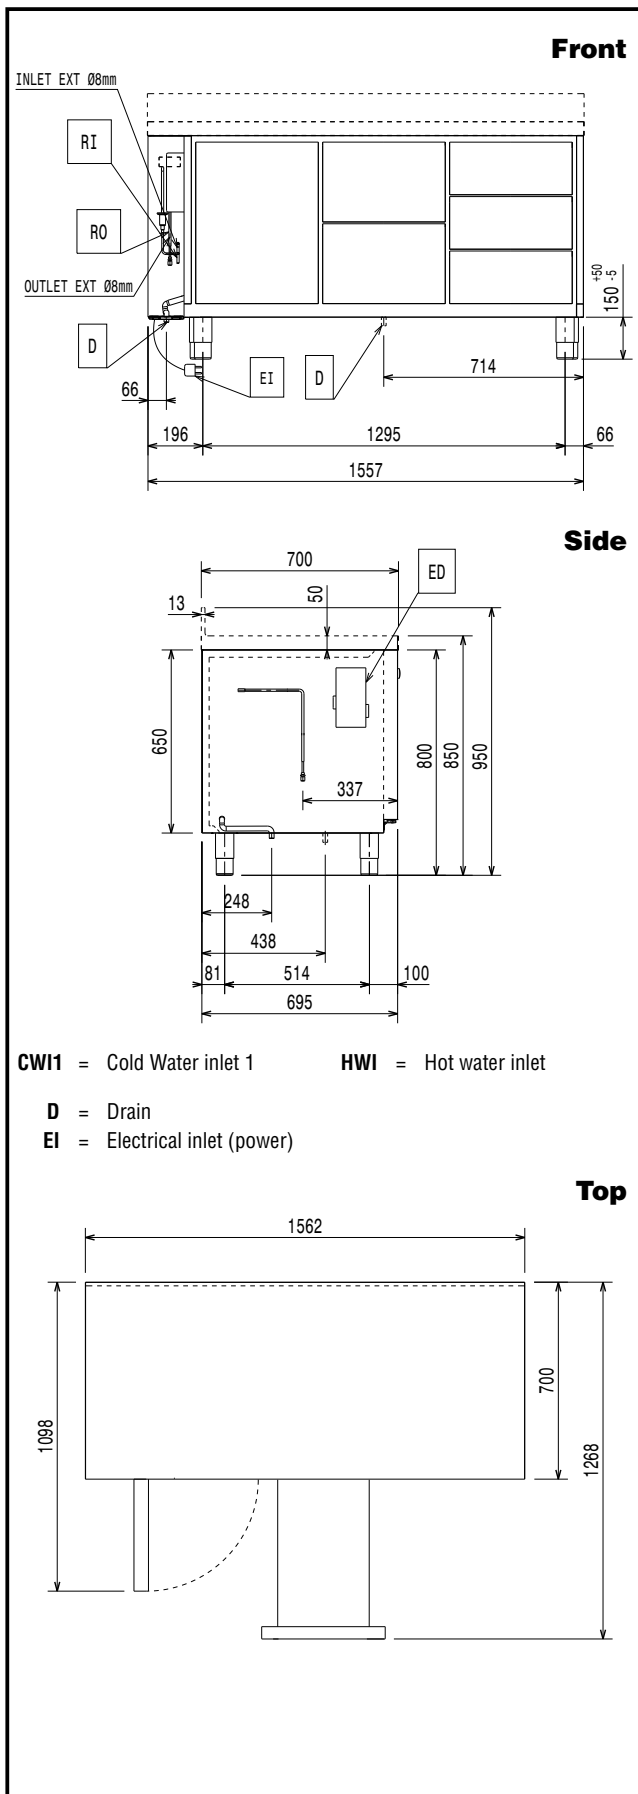 Front
INLET EXT Ø8mm
RI
RO
OUTLET EXT Ø8mm
D
EI
D
+50
150 -5
714
66
196
1295
66
1557
Side
700
ED
50
13
650
800
850
950
337
248
438
81
514
100
695
CWI1 = Cold Water inlet 1 HWI = Hot water inlet
D = Drain
EI = Electrical inlet (power)
Top
1562
1098
700
1268